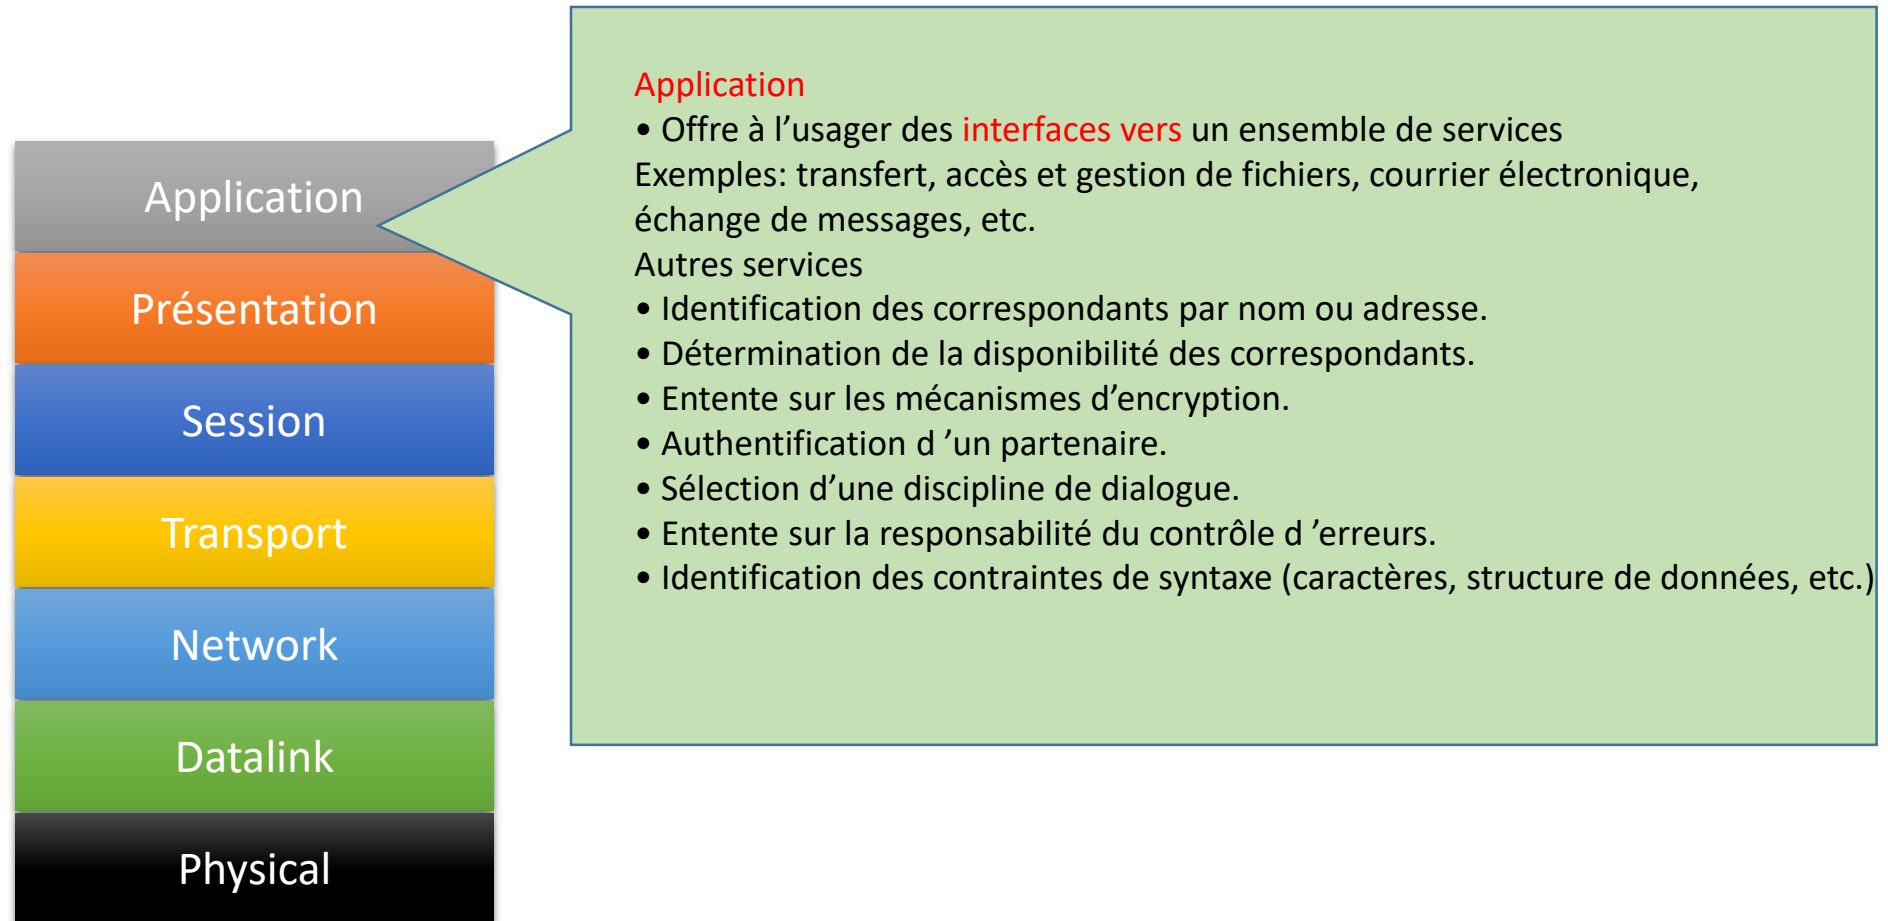 Application
Présentation
Session
Transport
Network
Datalink
Physical
Application
• Offre à l’usager des interfaces vers un ensemble de services
Exemples: transfert, accès et gestion de fichiers, courrier électronique,
échange de messages, etc.
Autres services
• Identification des correspondants par nom ou adresse.
• Détermination de la disponibilité des correspondants.
• Entente sur les mécanismes d’encryption.
• Authentification d ’un partenaire.
• Sélection d’une discipline de dialogue.
• Entente sur la responsabilité du contrôle d ’erreurs.
• Identification des contraintes de syntaxe (caractères, structure de données, etc.)